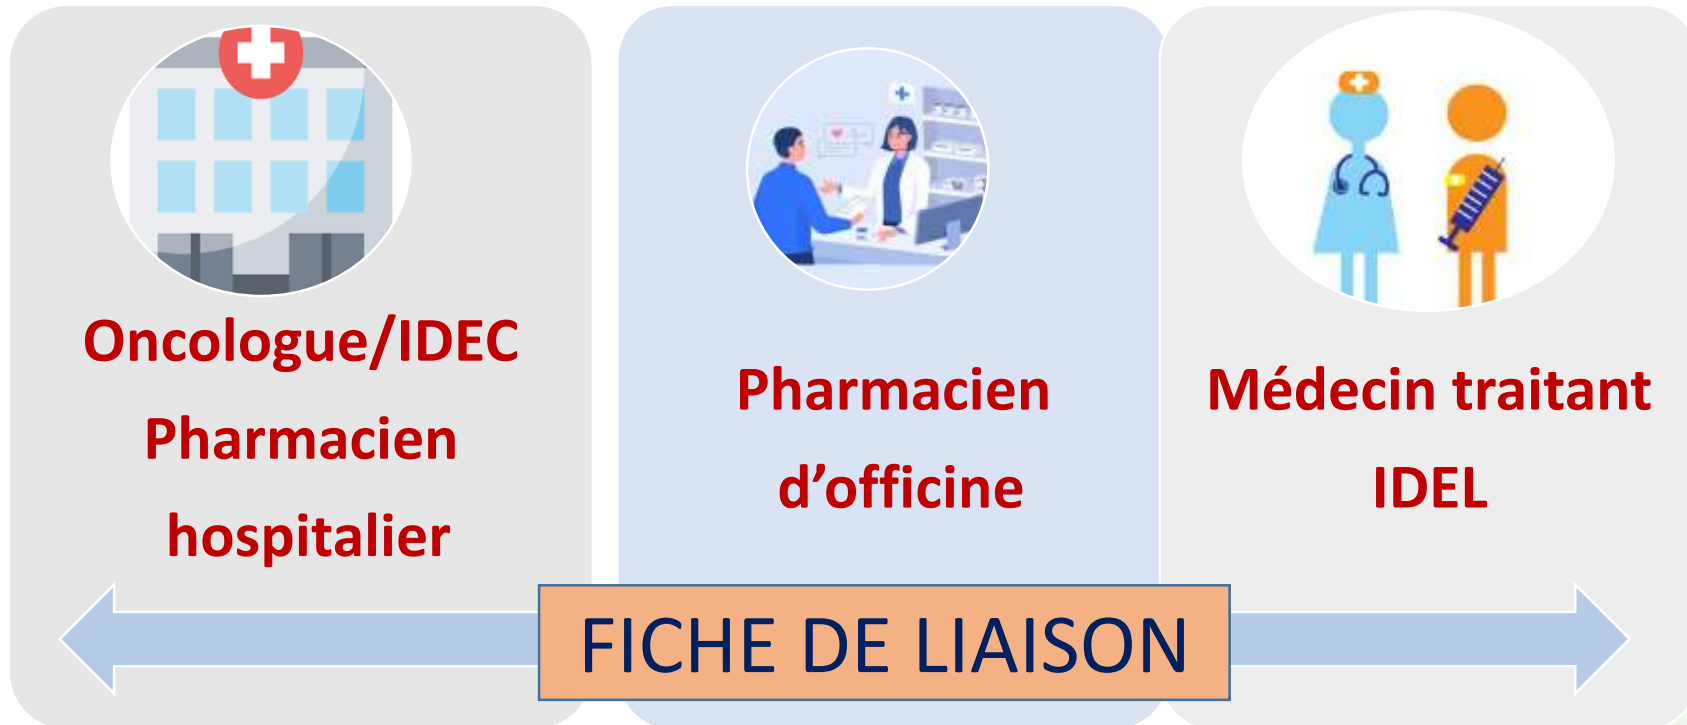 Oncologue/IDEC
Pharmacien
hospitalier
Pharmacien
d’officine
Médecin traitant
IDEL
FICHE DE LIAISON